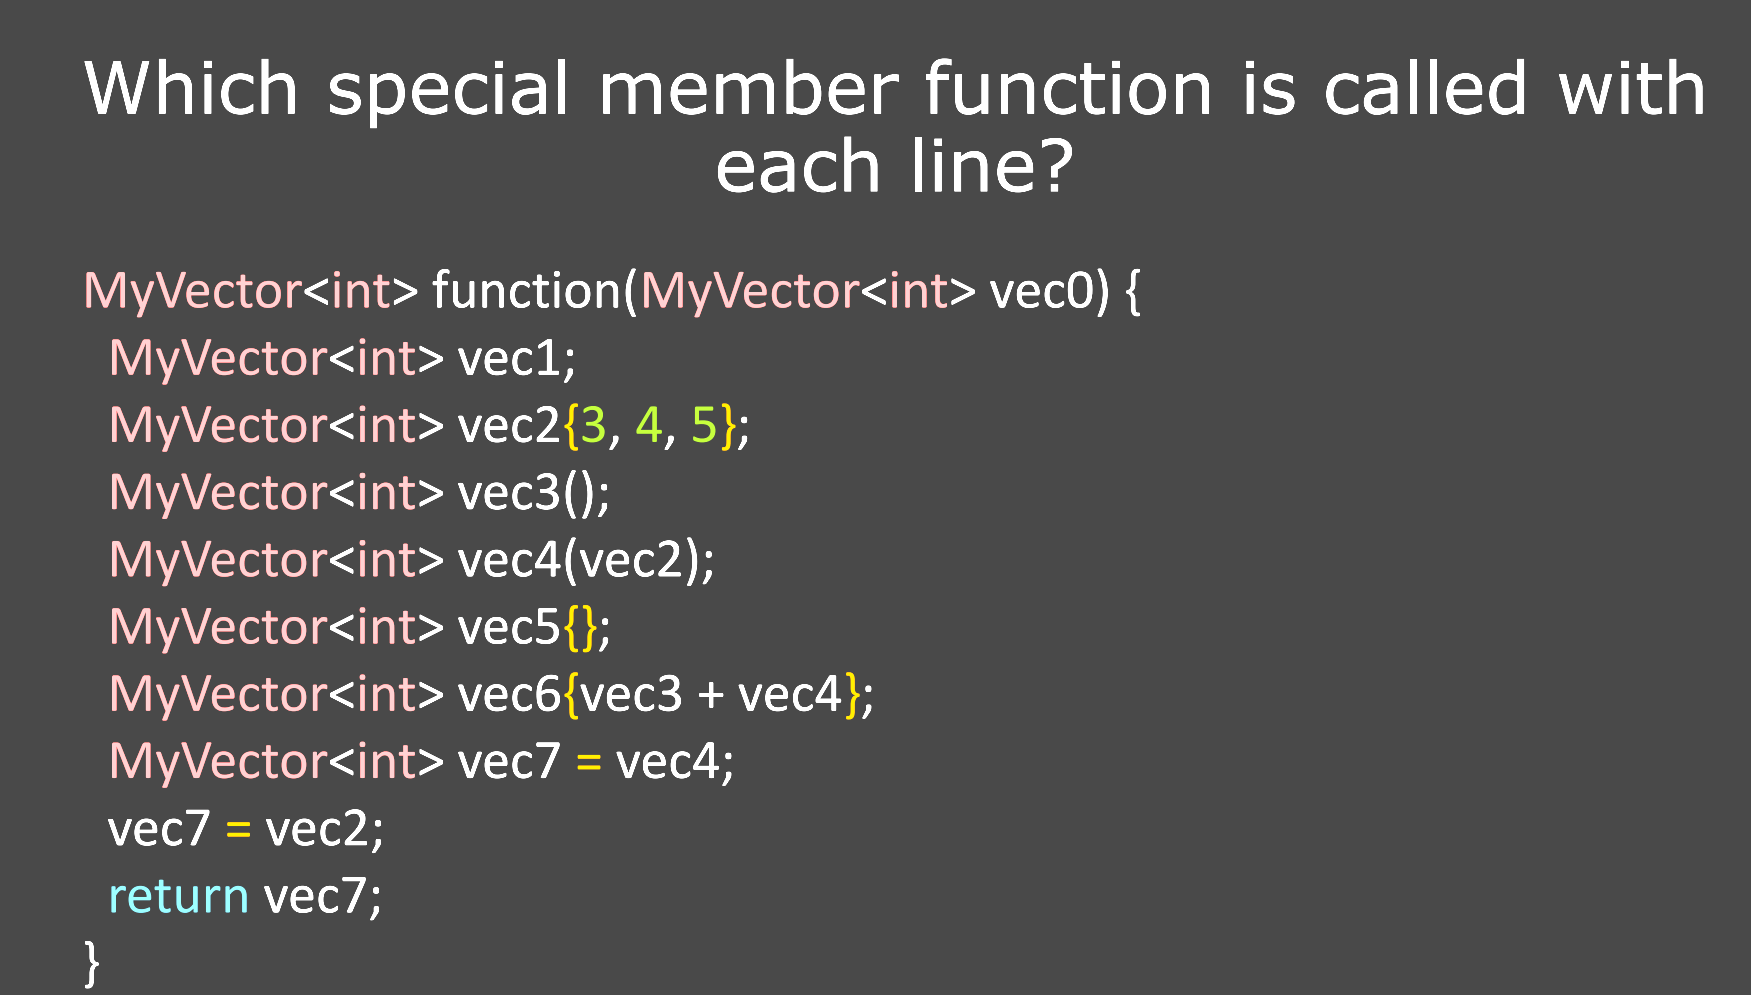 Which special member function is called with
each line?
MyVector<int> function(MyVector<int> vec0) {
MyVector<int> vec1;
MyVector<int> vec2{3, 4, 5};
MyVector<int> vec3();
MyVector<int> vec4(vec2);
MyVector<int> vec5{};
MyVector<int> vec6{vec3 + vec4};
MyVector<int> vec7 = vec4;
vec7 = vec2;
return vec7;
}